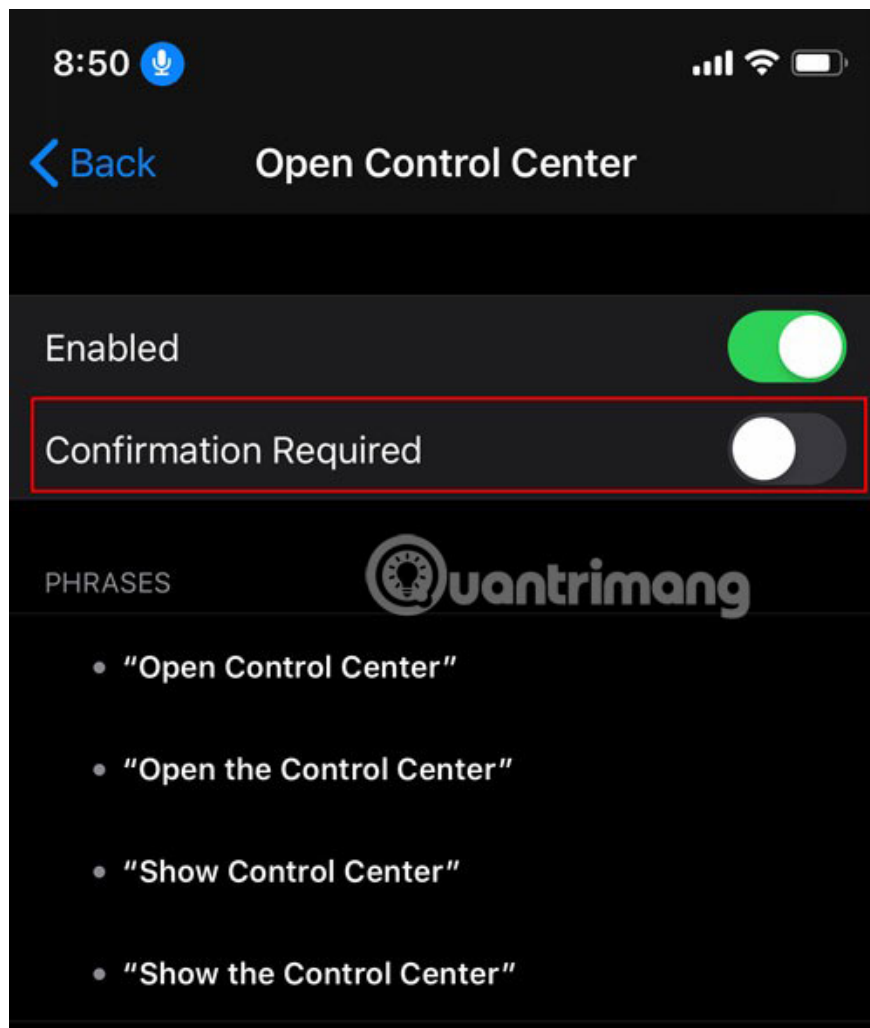 8:50
Back Open Control Center
Enabled
Confirmation Required
PHRASES
Quantrimang
“Open Control Center”
“Open the Control Center”
“Show Control Center”
“Show the Control Center”